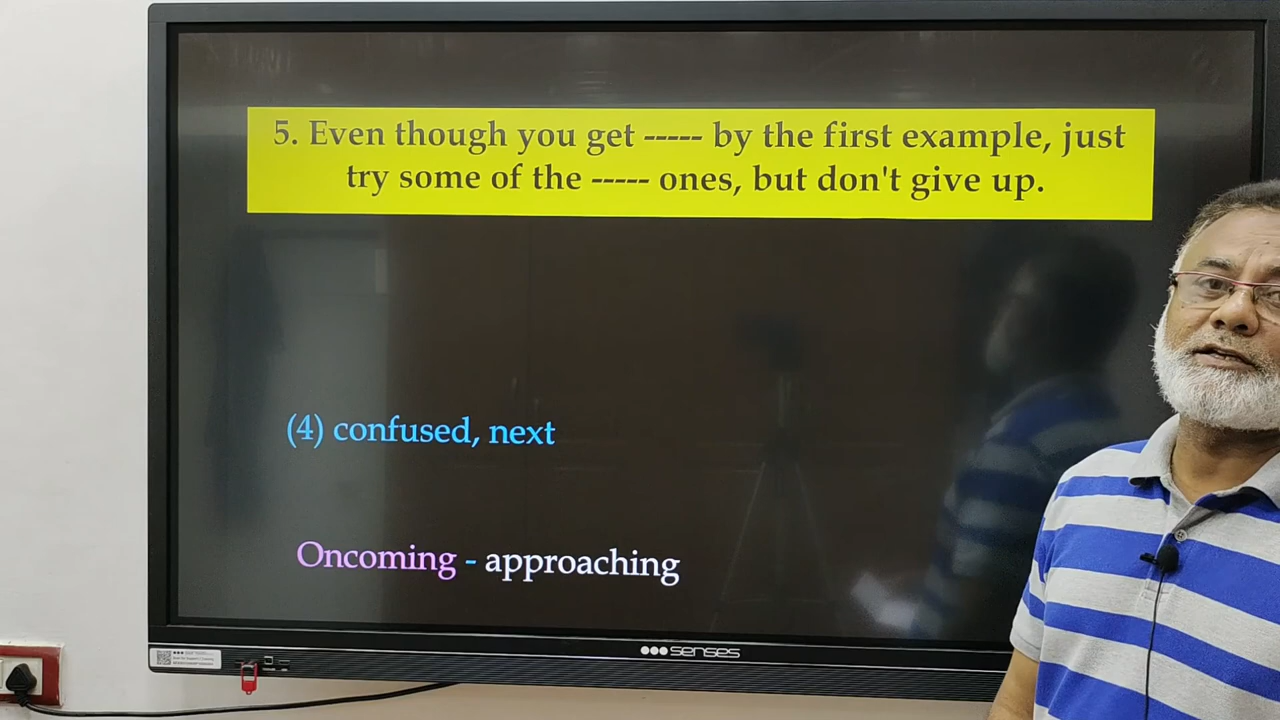 5. Even though you get ----- by the first example, just
try some of the ----- ones, but don't give up.
(4) confused, next
Oncoming - approaching
senses